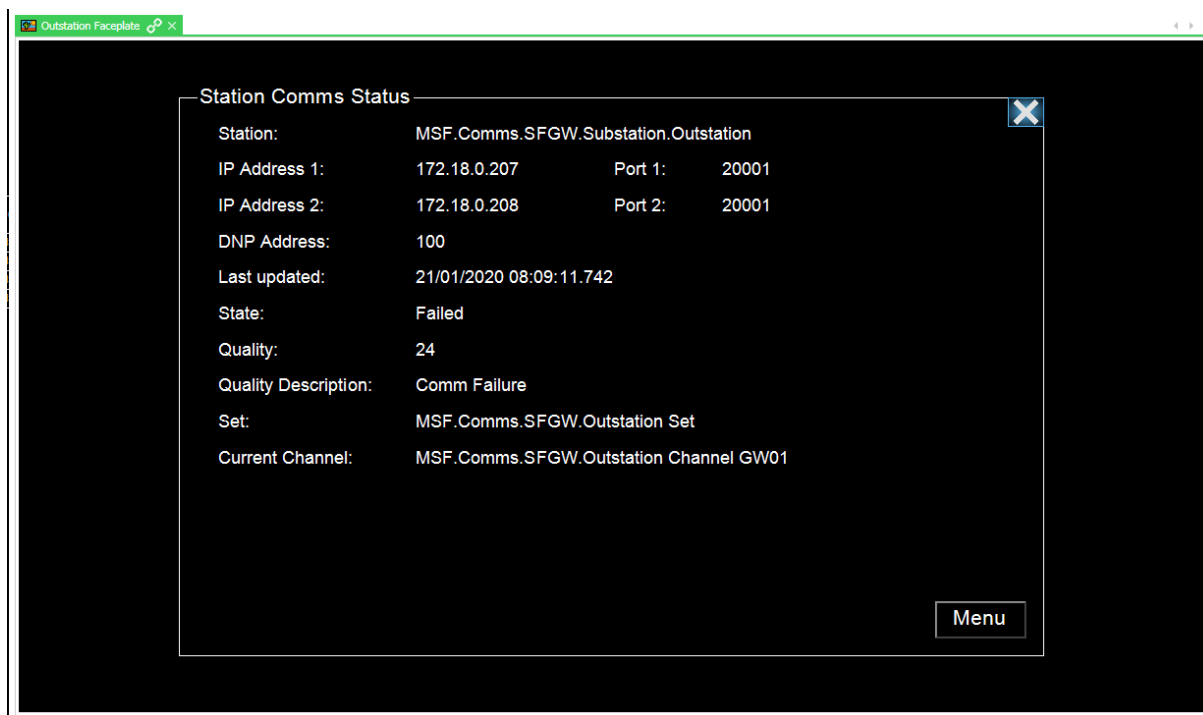 Outstation Faceplate
Station Comms Status
Station: MSF.Comms.SFGW.Substation.Outstation
IP Address 1: 172.18.0.207 Port 1: 20001
IP Address 2: 172.18.0.208 Port 2: 20001
DNP Address: 100
Last updated: 21/01/2020 08:09:11.742
State: Failed
Quality: 24
Quality Description: Comm Failure
Set: MSF.Comms.SFGW.Outstation Set
Current Channel: MSF.Comms.SFGW.Outstation Channel GW01
Menu